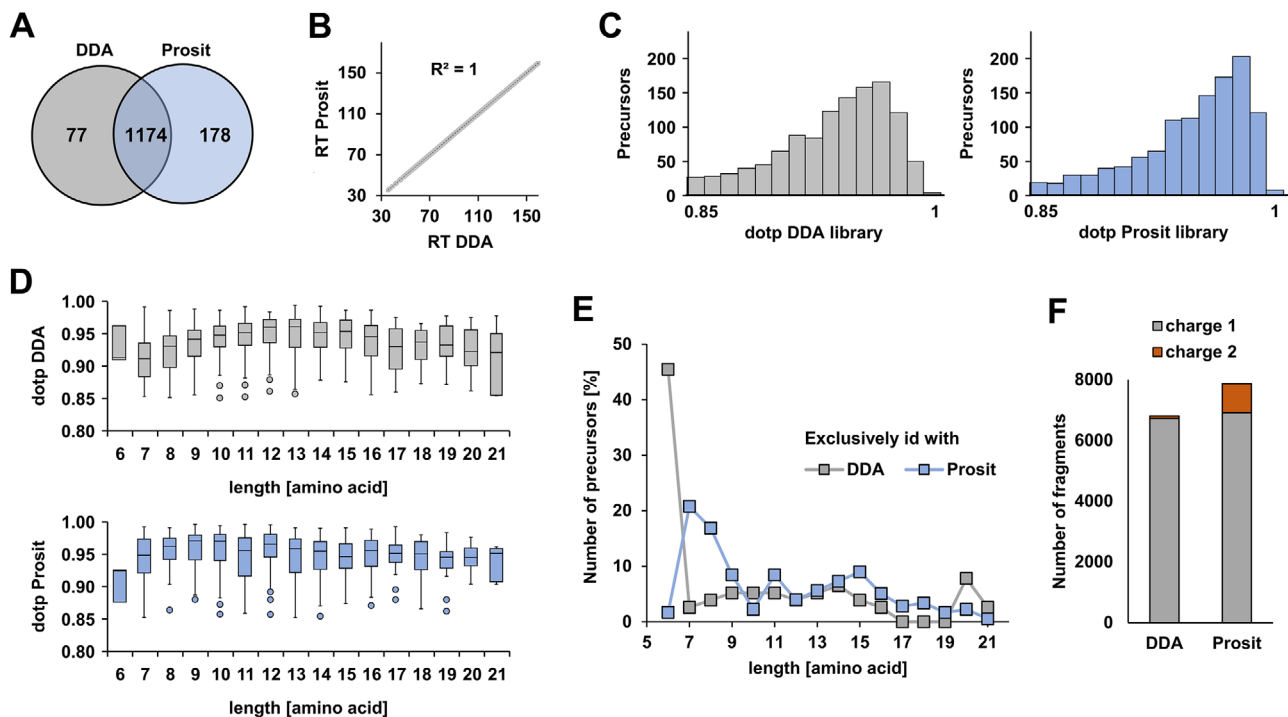 A
DDA
Prosit
77
1174
178
B
R² = 1
RT Prosit
150
110
70
30
30
70
110
150
RT DDA
C
Precursors
200
150
100
50
0
0.85
1
dotp DDA library
Precursors
200
150
100
50
0
0.85
1
dotp Prosit library
D
dotp DDA
1.00
0.95
0.90
0.85
0.80
6 7 8 9 10 11 12 13 14 15 16 17 18 19 20 21
length [amino acid]
dotp Prosit
1.00
0.95
0.90
0.85
0.80
6 7 8 9 10 11 12 13 14 15 16 17 18 19 20 21
length [amino acid]
E
Number of precursors [%]
50
40
30
20
10
0
Exclusively id with
DDA
Prosit
5 7 9 11 13 15 17 19 21
length [amino acid]
F
charge 1
charge 2
Number of fragments
8000
6000
4000
2000
0
DDA
Prosit